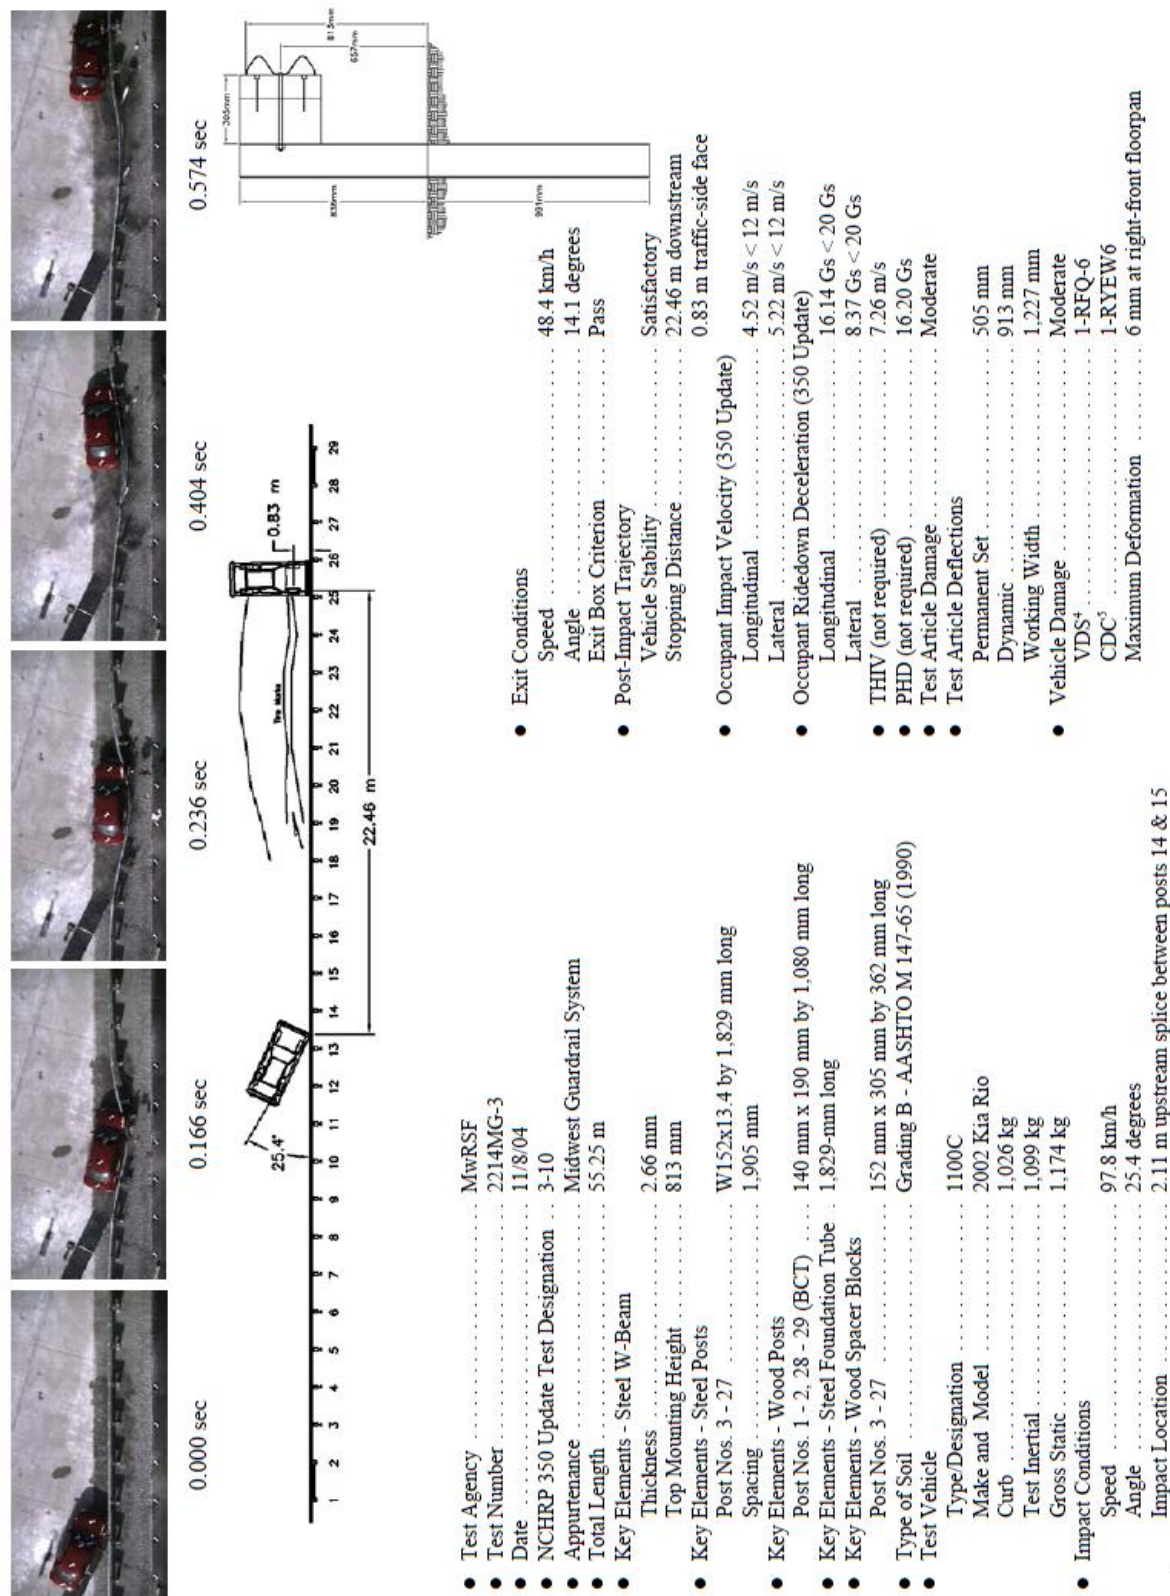 0.000 sec
0.166 sec
0.236 sec
0.404 sec
0.574 sec
1 2 3 4 5 6 7 8 9 10 11 12 13 14 15 16 17 18 19 20 21 22 23 24 25 26 27 28 29
25.4°
22.46 m
Tire Marks
0.83 m
305mm
813mm
657mm
838mm
991mm
● Test Agency . . . . . MwRSF
● Test Number . . . . . 2214MG-3
● Date . . . . . 11/8/04
● NCHRP 350 Update Test Designation . . . 3-10
● Appurtenance . . . . . Midwest Guardrail System
● Total Length . . . . . 55.25 m
● Key Elements - Steel W-Beam
Thickness . . . . . 2.66 mm
Top Mounting Height . . . . . 813 mm
● Key Elements - Steel Posts
Post Nos. 3 - 27 . . . . . W152x13.4 by 1,829 mm long
Spacing . . . . . 1,905 mm
● Key Elements - Wood Posts
Post Nos. 1 - 2, 28 - 29 (BCT) . . . . 140 mm x 190 mm by 1,080 mm long
● Key Elements - Steel Foundation Tube . 1,829-mm long
● Key Elements - Wood Spacer Blocks
Post Nos. 3 - 27 . . . . . 152 mm x 305 mm by 362 mm long
● Type of Soil . . . . . Grading B - AASHTO M 147-65 (1990)
● Test Vehicle
Type/Designation . . . . . 1100C
Make and Model . . . . . 2002 Kia Rio
Curb . . . . . 1,026 kg
Test Inertial . . . . . 1,099 kg
Gross Static . . . . . 1,174 kg
● Impact Conditions
Speed . . . . . 97.8 km/h
Angle . . . . . 25.4 degrees
Impact Location . . . . . 2.11 m upstream splice between posts 14 & 15
● Exit Conditions
Speed . . . . . 48.4 km/h
Angle . . . . . 14.1 degrees
Exit Box Criterion . . . . . Pass
● Post-Impact Trajectory
Vehicle Stability . . . . . Satisfactory
Stopping Distance . . . . . 22.46 m downstream
0.83 m traffic-side face
● Occupant Impact Velocity (350 Update)
Longitudinal . . . . . 4.52 m/s < 12 m/s
Lateral . . . . . 5.22 m/s < 12 m/s
● Occupant Ridedown Deceleration (350 Update)
Longitudinal . . . . . 16.14 Gs < 20 Gs
Lateral . . . . . 8.37 Gs < 20 Gs
● THIV (not required) . . . . . 7.26 m/s
● PHD (not required) . . . . . 16.20 Gs
● Test Article Damage . . . . . Moderate
● Test Article Deflections
Permanent Set . . . . . 505 mm
Dynamic . . . . . 913 mm
Working Width . . . . . 1,227 mm
● Vehicle Damage . . . . . Moderate
VDS⁴ . . . . . 1-RFQ-6
CDC⁵ . . . . . 1-RYEW6
Maximum Deformation . . . . . 6 mm at right-front floorpan